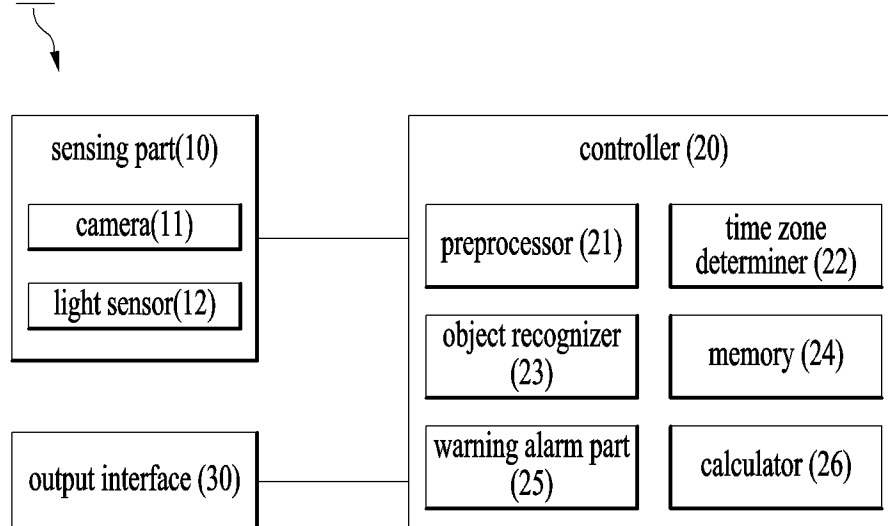 sensing part(10)
camera(11)
light sensor(12)
controller (20)
preprocessor (21)
time zone
determiner (22)
object recognizer
(23)
memory (24)
warning alarm part
(25)
calculator (26)
output interface (30)